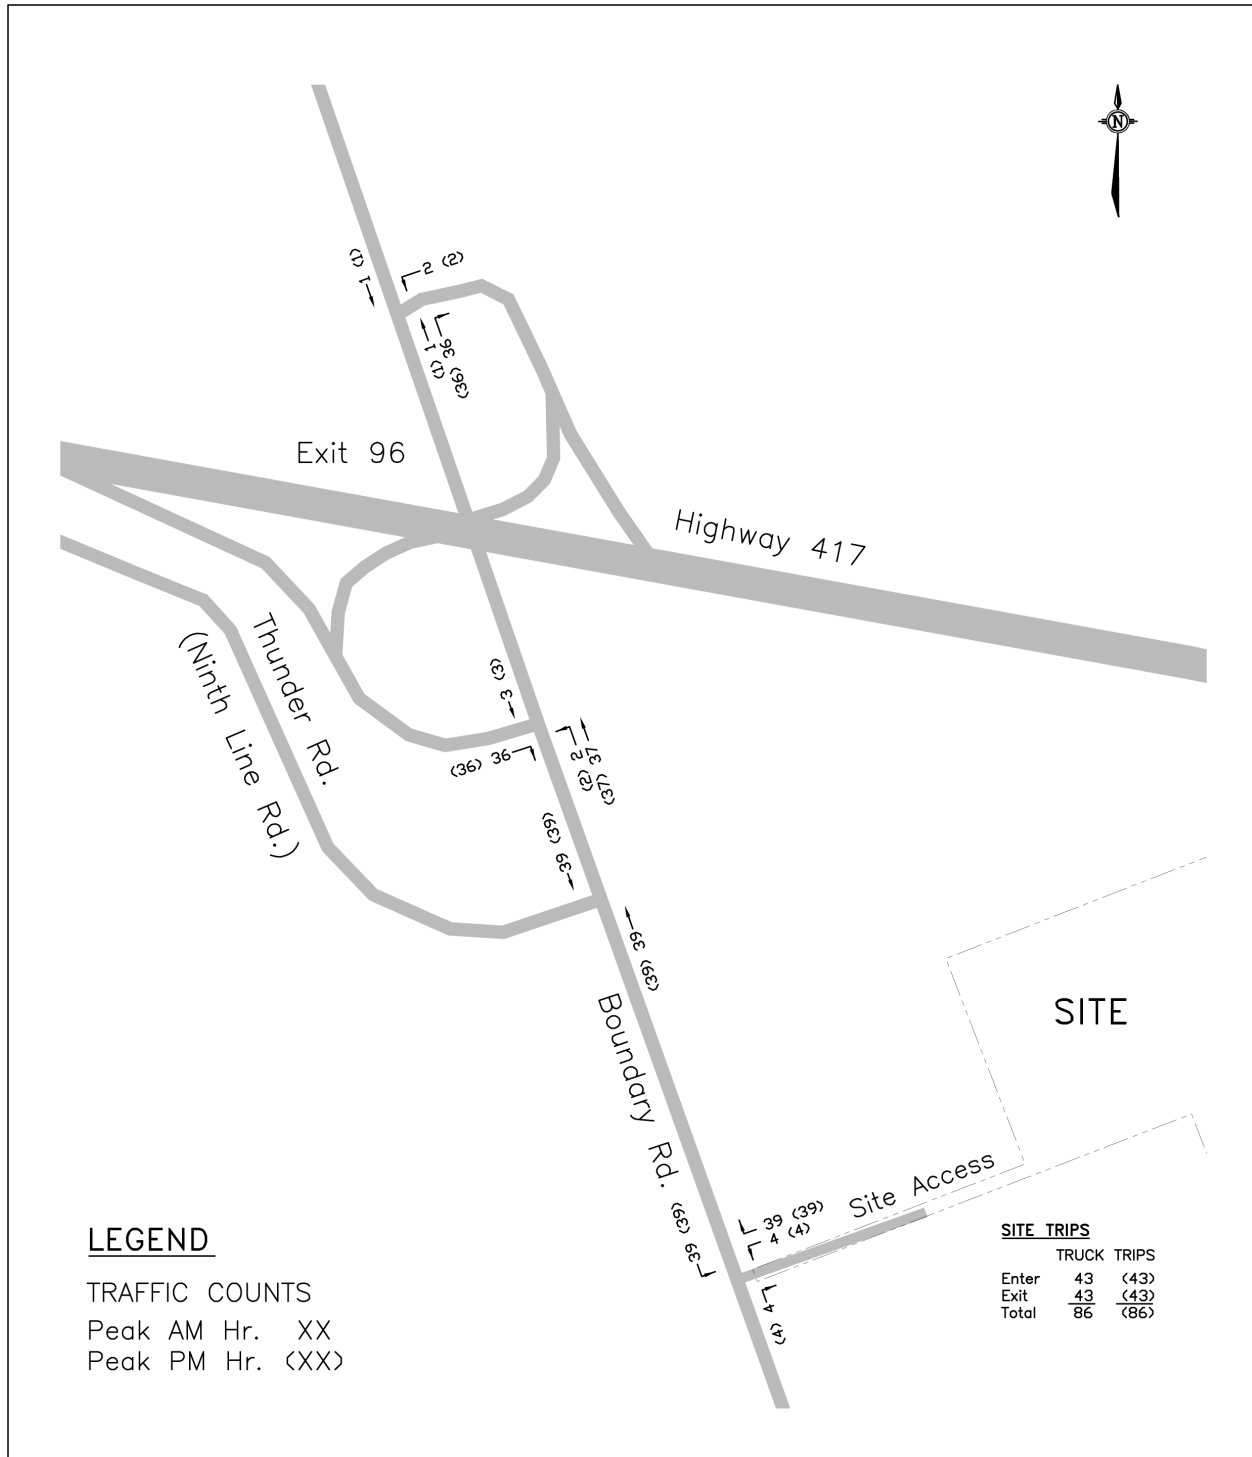 N
1 (1)
2 (2)
1 (1)
36 (36)
Exit 96
Highway 417
Thunder Rd.
(Ninth Line Rd.)
3 (3)
2 (2)
37 (37)
36 (36)
39 (39)
39 (39)
Boundary Rd.
SITE
Site Access
39 (39)
39 (39)
4 (4)
4 (4)
LEGEND
TRAFFIC COUNTS
Peak AM Hr. XX
Peak PM Hr. (XX)
SITE TRIPS
TRUCK TRIPS
Enter 43 (43)
Exit 43 (43)
Total 86 (86)